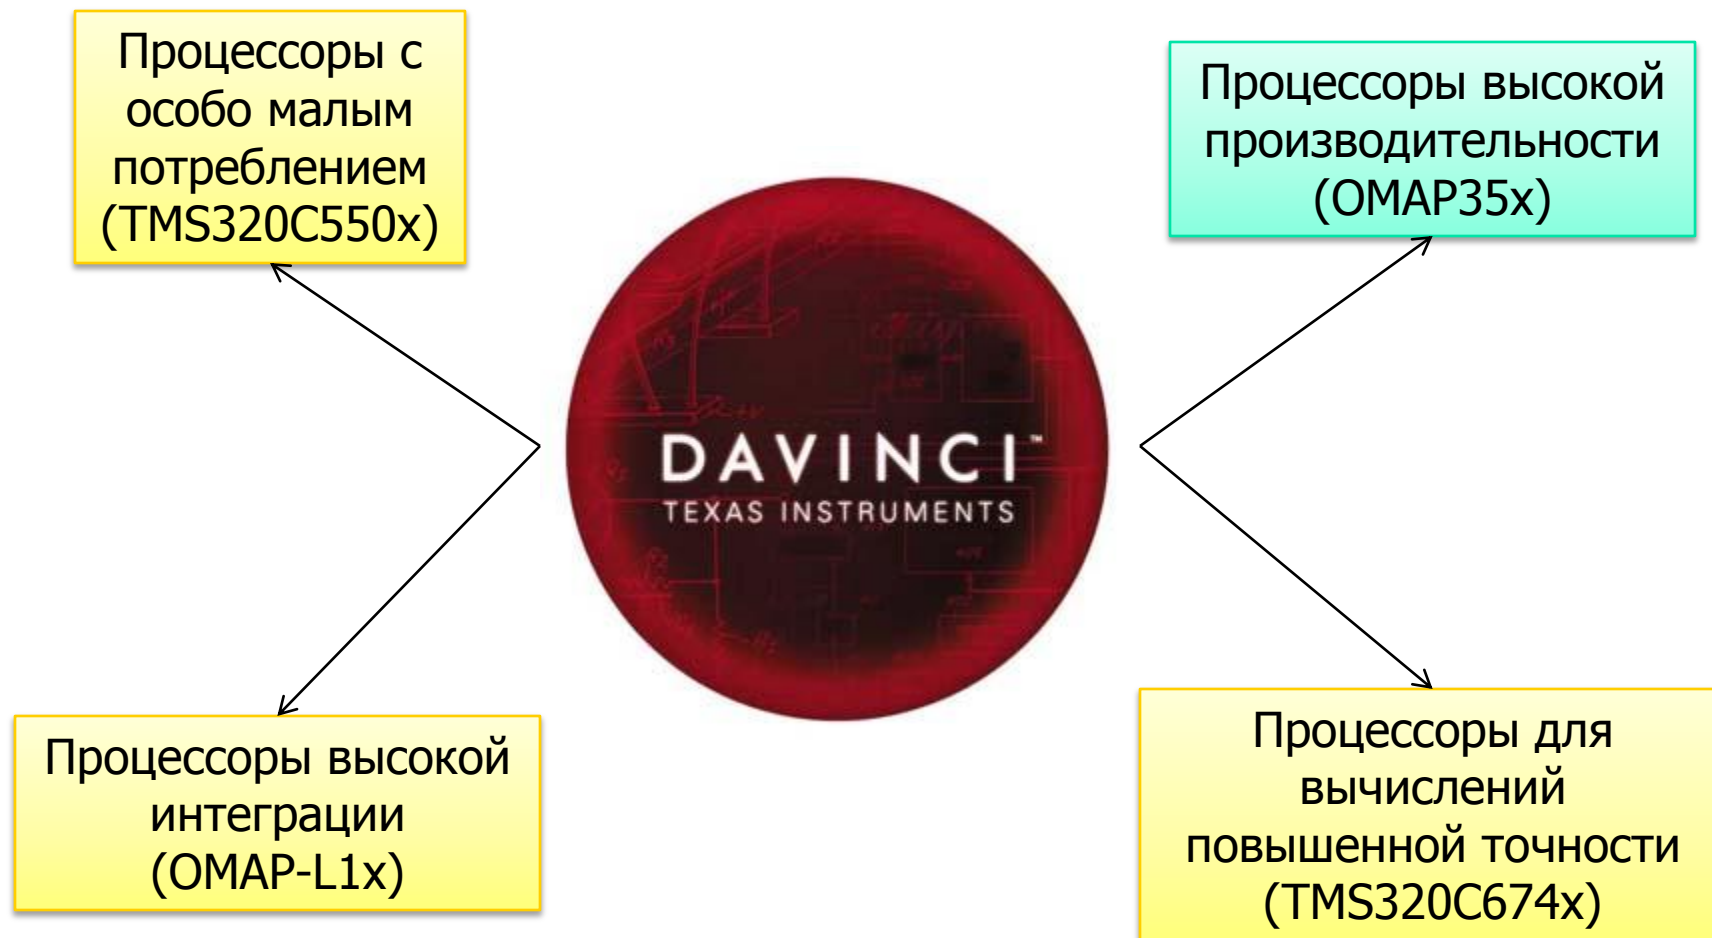 Процессоры с
особо малым
потреблением
(TMS320C550x)
Процессоры высокой
производительности
(OMAP35x)
DAVINCI™
TEXAS INSTRUMENTS
Процессоры высокой
интеграции
(OMAP-L1x)
Процессоры для
вычислений
повышенной точности
(TMS320C674x)